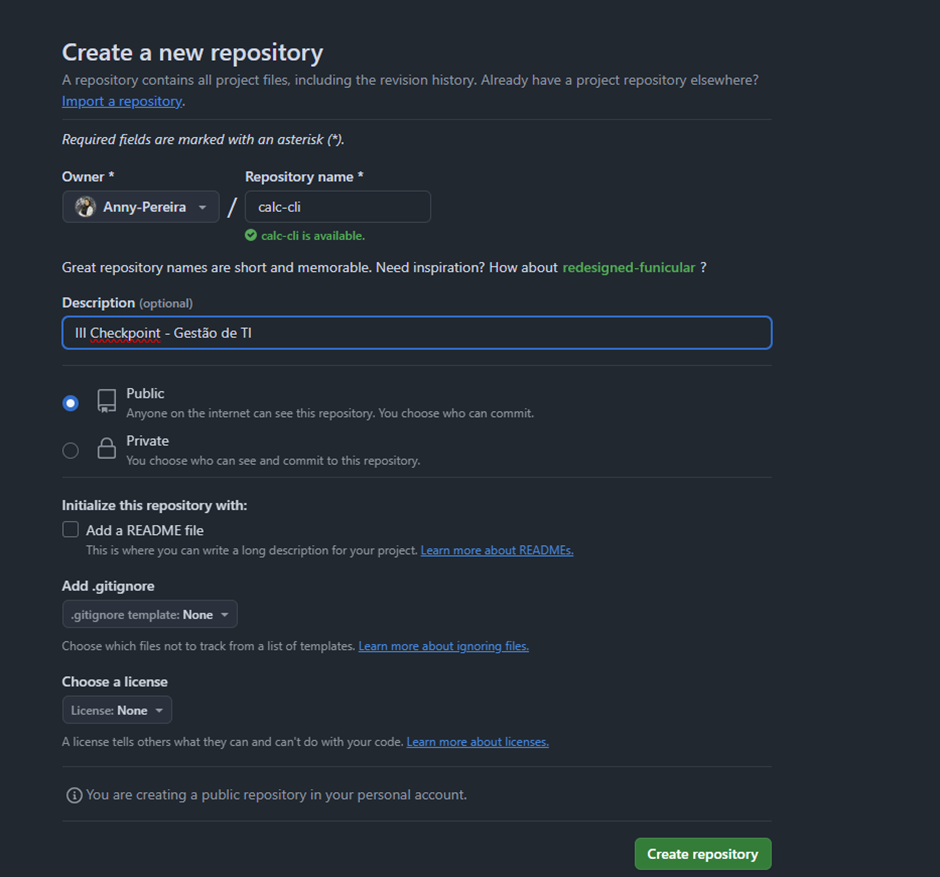 Create a new repository
A repository contains all project files, including the revision history. Already have a project repository elsewhere?
Import a repository.
Required fields are marked with an asterisk (*).
Owner * Repository name *
Anny-Pereira / calc-cli
calc-cli is available.
Great repository names are short and memorable. Need inspiration? How about redesigned-funicular ?
Description (optional)
III Checkpoint - Gestão de TI
Public
Anyone on the internet can see this repository. You choose who can commit.
Private
You choose who can see and commit to this repository.
Initialize this repository with:
Add a README file
This is where you can write a long description for your project. Learn more about READMEs.
Add .gitignore
.gitignore template: None
Choose which files not to track from a list of templates. Learn more about ignoring files.
Choose a license
License: None
A license tells others what they can and can't do with your code. Learn more about licenses.
You are creating a public repository in your personal account.
Create repository